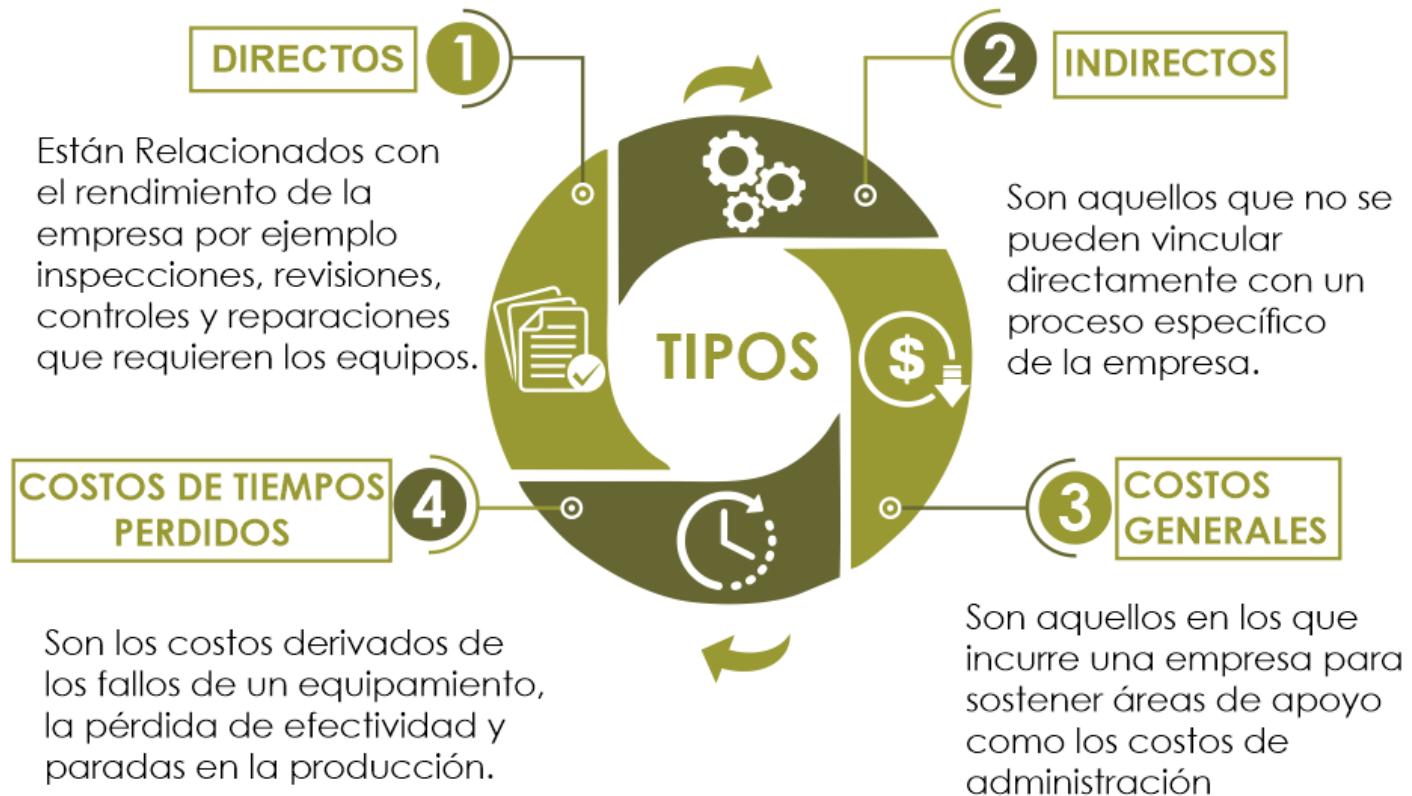 DIRECTOS
1
Están Relacionados con
el rendimiento de la
empresa por ejemplo
inspecciones, revisiones,
controles y reparaciones
que requieren los equipos.
2
INDIRECTOS
Son aquellos que no se
pueden vincular
directamente con un
proceso específico
de la empresa.
TIPOS
$
3
COSTOS
GENERALES
Son aquellos en los que
incurre una empresa para
sostener áreas de apoyo
como los costos de
administración
COSTOS DE TIEMPOS
PERDIDOS
4
Son los costos derivados de
los fallos de un equipamiento,
la pérdida de efectividad y
paradas en la producción.